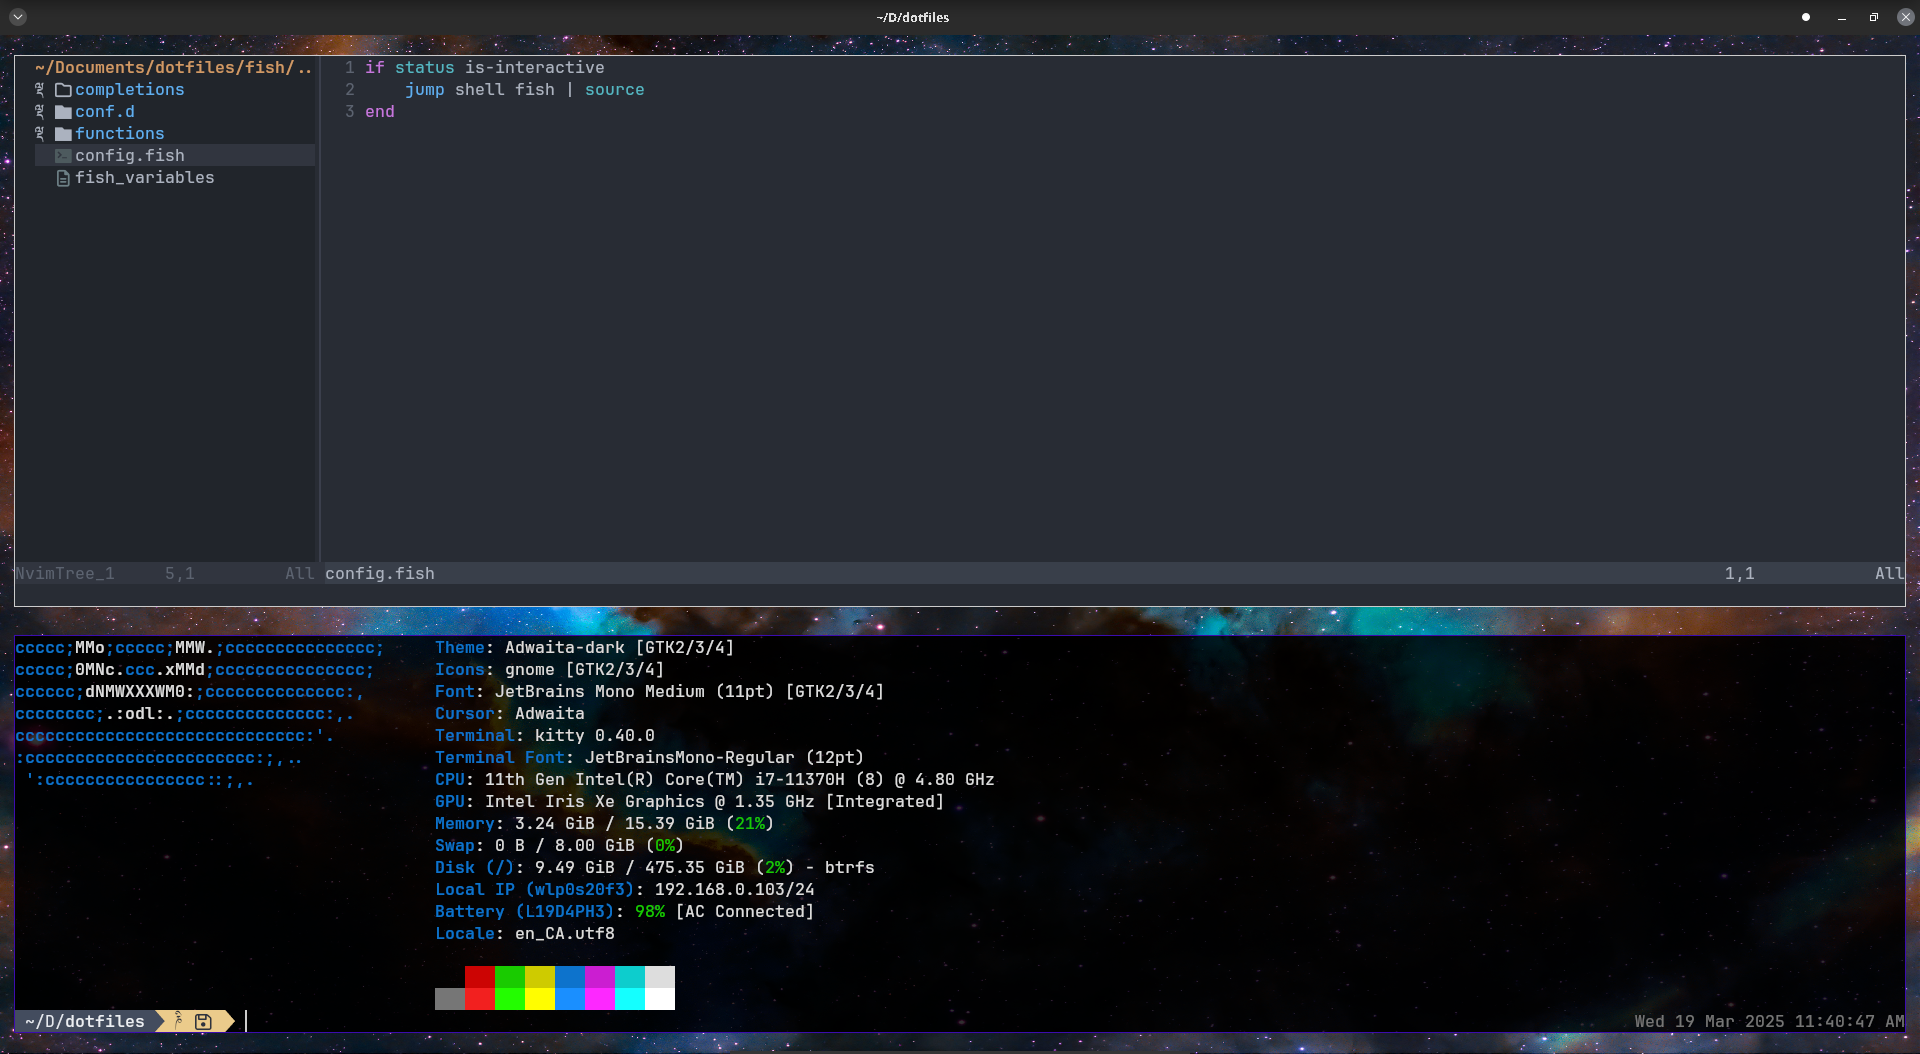 ~/D/dotfiles
~/Documents/dotfiles/fish/..
completions
conf.d
functions
config.fish
fish_variables
1 if status is-interactive
2     jump shell fish | source
3 end
NvimTree_1     5,1         All config.fish     1,1            All
ccccc;MMo;ccccc;MMW.;ccccccccccccccc;     Theme: Adwaita-dark [GTK2/3/4]
ccccc;0MNc.ccc.xMMd;ccccccccccccccc;      Icons: gnome [GTK2/3/4]
cccccc;dNMWXXXWM0:;cccccccccccccc:,       Font: JetBrains Mono Medium (11pt) [GTK2/3/4]
cccccccc;.:odl:.;cccccccccccccc:,.        Cursor: Adwaita
ccccccccccccccccccccccccccccc:'.          Terminal: kitty 0.40.0
:ccccccccccccccccccccccc:;,..             Terminal Font: JetBrainsMono-Regular (12pt)
':cccccccccccccccc::;,.                  CPU: 11th Gen Intel(R) Core(TM) i7-11370H (8) @ 4.80 GHz
GPU: Intel Iris Xe Graphics @ 1.35 GHz [Integrated]
Memory: 3.24 GiB / 15.39 GiB (21%)
Swap: 0 B / 8.00 GiB (0%)
Disk (/): 9.49 GiB / 475.35 GiB (2%) - btrfs
Local IP (wlp0s20f3): 192.168.0.103/24
Battery (L19D4PH3): 98% [AC Connected]
Locale: en_CA.utf8
~/D/dotfiles     Wed 19 Mar 2025 11:40:47 AM